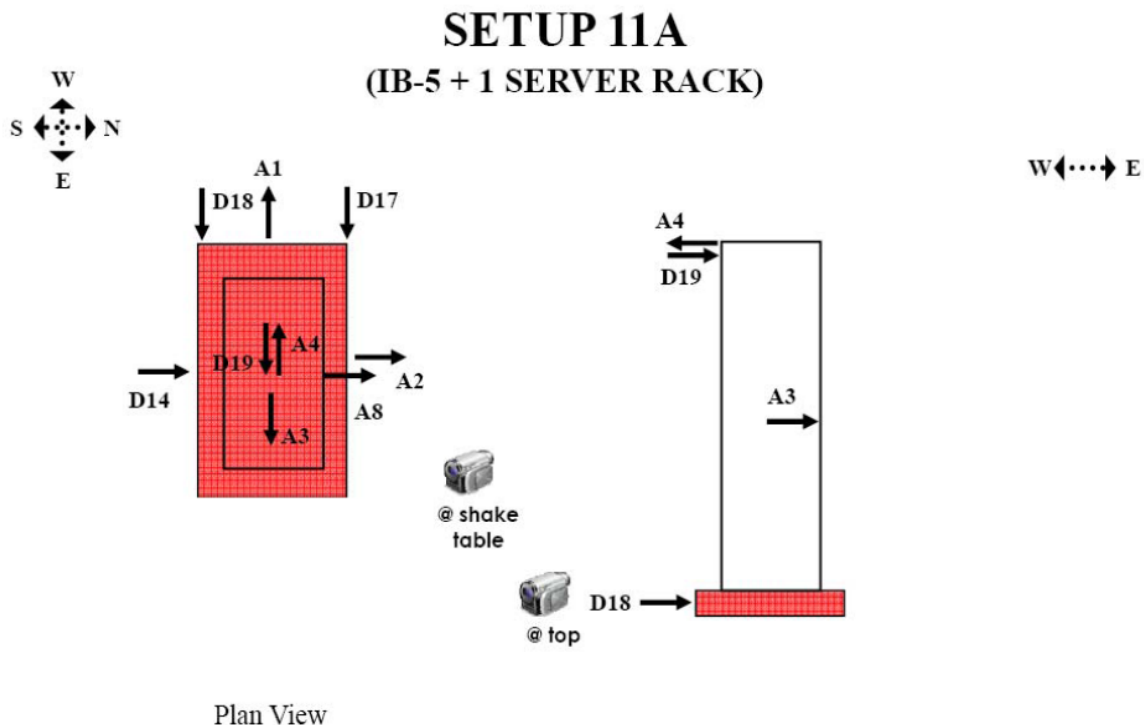 SETUP 11A
(IB-5 + 1 SERVER RACK)
W
S N
E
W E
A1
D18
D17
A4
D19
A4
D19
D14
A2
A8
A3
A3
@ shake
table
D18
@ top
Plan View